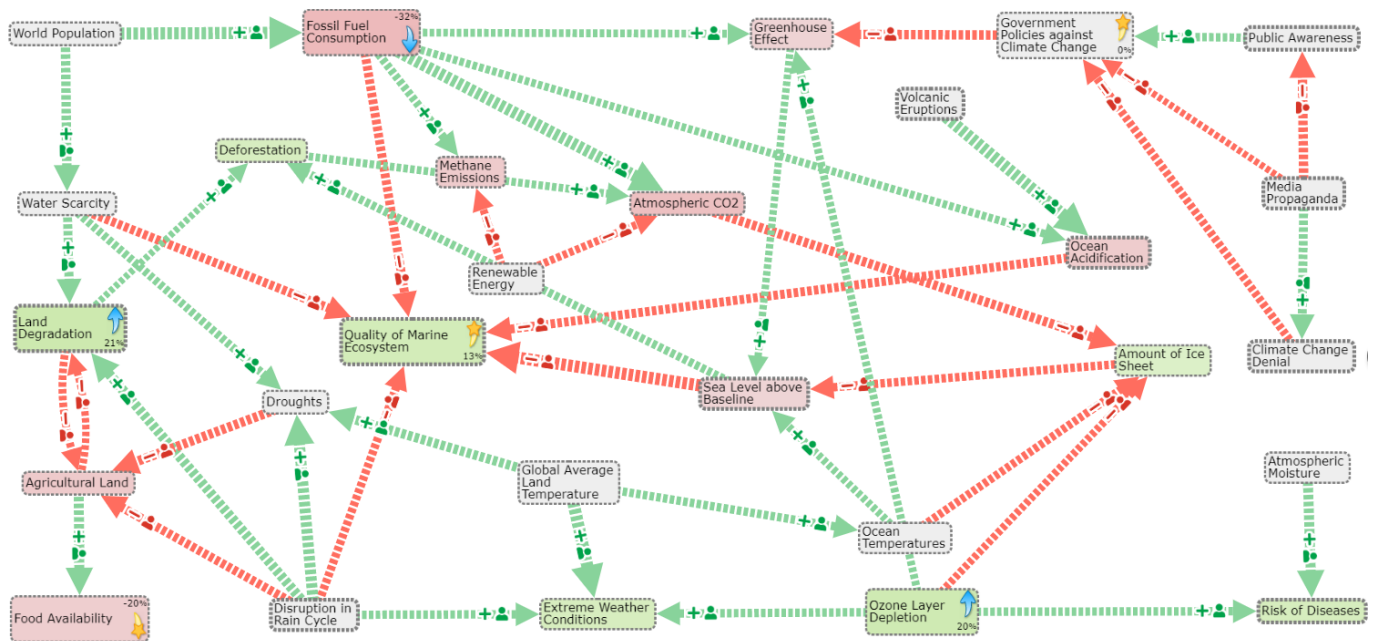 World Population
-32%
Fossil Fuel
Consumption
Greenhouse
Effect
Government
Policies against
Climate Change
0%
Public Awareness
Volcanic
Eruptions
Deforestation
Methane
Emissions
Media
Propaganda
Water Scarcity
Atmospheric CO2
Ocean
Acidification
Renewable
Energy
Land
Degradation
21%
Quality of Marine
Ecosystem
13%
Amount of Ice
Sheet
Climate Change
Denial
Sea Level above
Baseline
Droughts
Agricultural Land
Global Average
Land
Temperature
Atmospheric
Moisture
Ocean
Temperatures
-20%
Food Availability
Disruption in
Rain Cycle
Extreme Weather
Conditions
Ozone Layer
Depletion
20%
Risk of Diseases